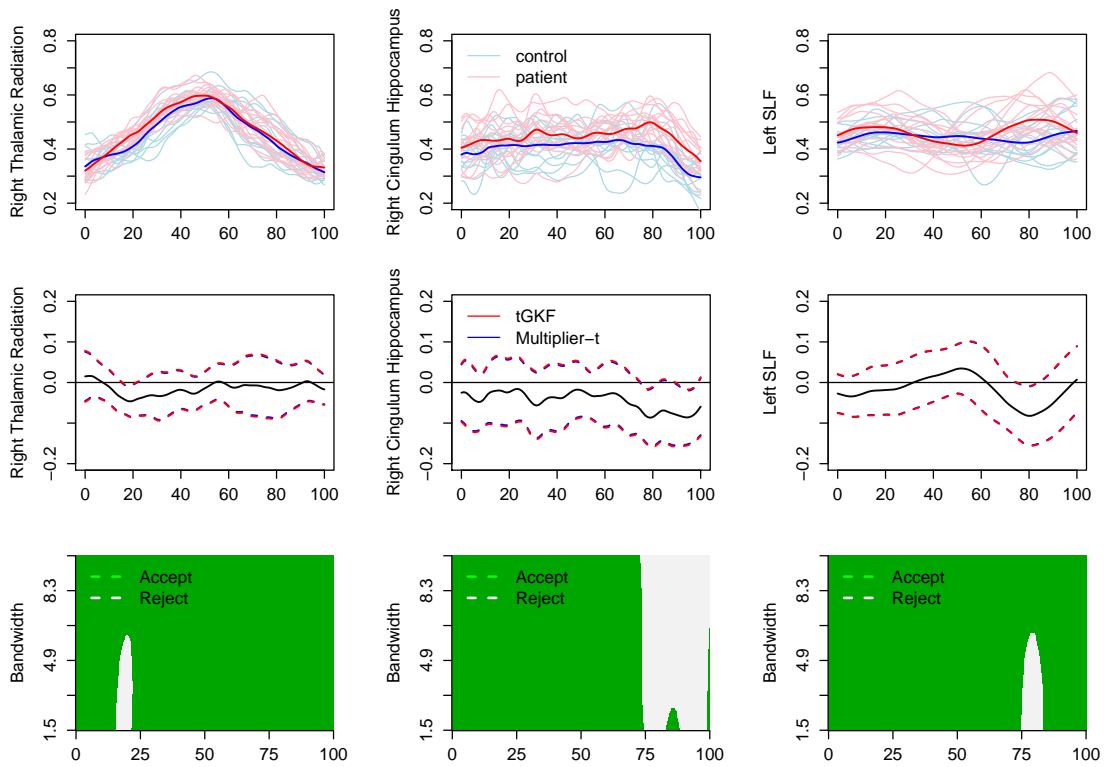 Right Thalamic Radiation
0.2 0.4 0.6 0.8
0 20 40 60 80 100
Right Cingulum Hippocampus
0.2 0.4 0.6 0.8
control
patient
0 20 40 60 80 100
Left SLF
0.2 0.4 0.6 0.8
0 20 40 60 80 100
Right Thalamic Radiation
−0.2 0.0 0.1 0.2
0 20 40 60 80 100
Right Cingulum Hippocampus
−0.2 0.0 0.1 0.2
tGKF
Multiplier−t
0 20 40 60 80 100
Left SLF
−0.2 0.0 0.1 0.2
0 20 40 60 80 100
Bandwidth
1.5 4.9 8.3
Accept
Reject
0 25 50 75 100
Bandwidth
1.5 4.9 8.3
Accept
Reject
0 25 50 75 100
Bandwidth
1.5 4.9 8.3
Accept
Reject
0 25 50 75 100